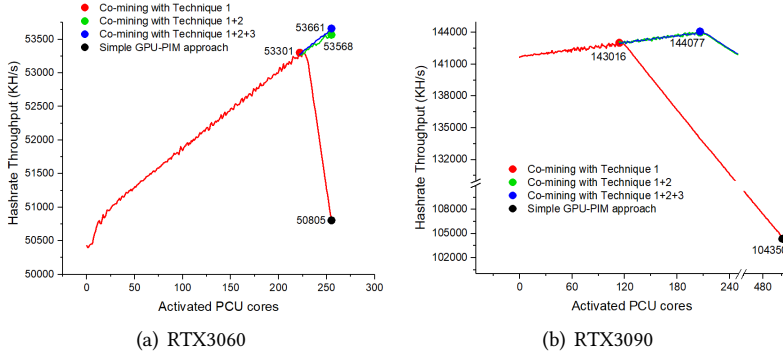 Co-mining with Technique 1
Co-mining with Technique 1+2
Co-mining with Technique 1+2+3
Simple GPU-PIM approach
53661
53568
53301
50805
53500
53000
52500
52000
51500
51000
50500
50000
Hashrate Throughput (KH/s)
0 50 100 150 200 250 300
Activated PCU cores
(a) RTX3060
144000
141000
138000
135000
132000
108000
105000
102000
Hashrate Throughput (KH/s)
144077
143016
Co-mining with Technique 1
Co-mining with Technique 1+2
Co-mining with Technique 1+2+3
Simple GPU-PIM approach
0 60 120 180 240 480
Activated PCU cores
(b) RTX3090